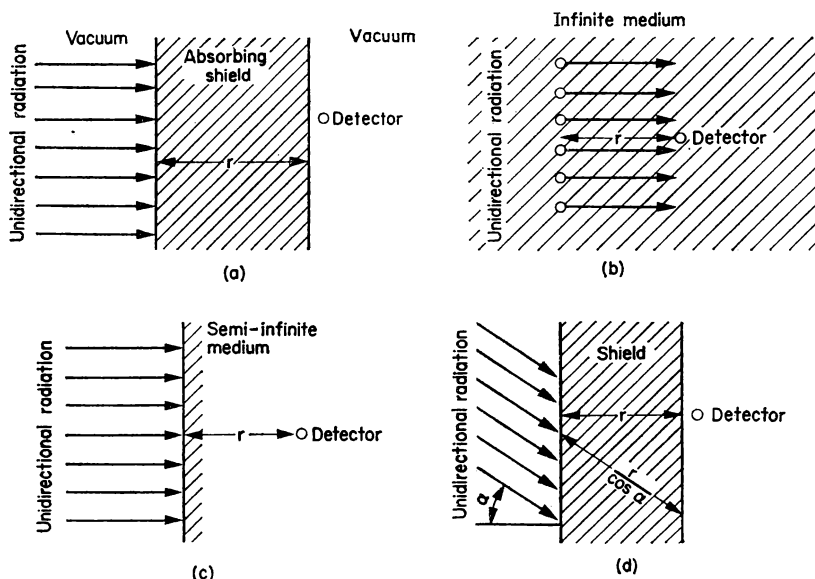 Vacuum
Absorbing
shield
Vacuum
Unidirectional radiation
Detector
r
(a)
Infinite medium
Unidirectional radiation
r
Detector
(b)
Semi-infinite
medium
Unidirectional radiation
r
Detector
(c)
Shield
Unidirectional radiation
r
Detector
r
cos α
α
(d)